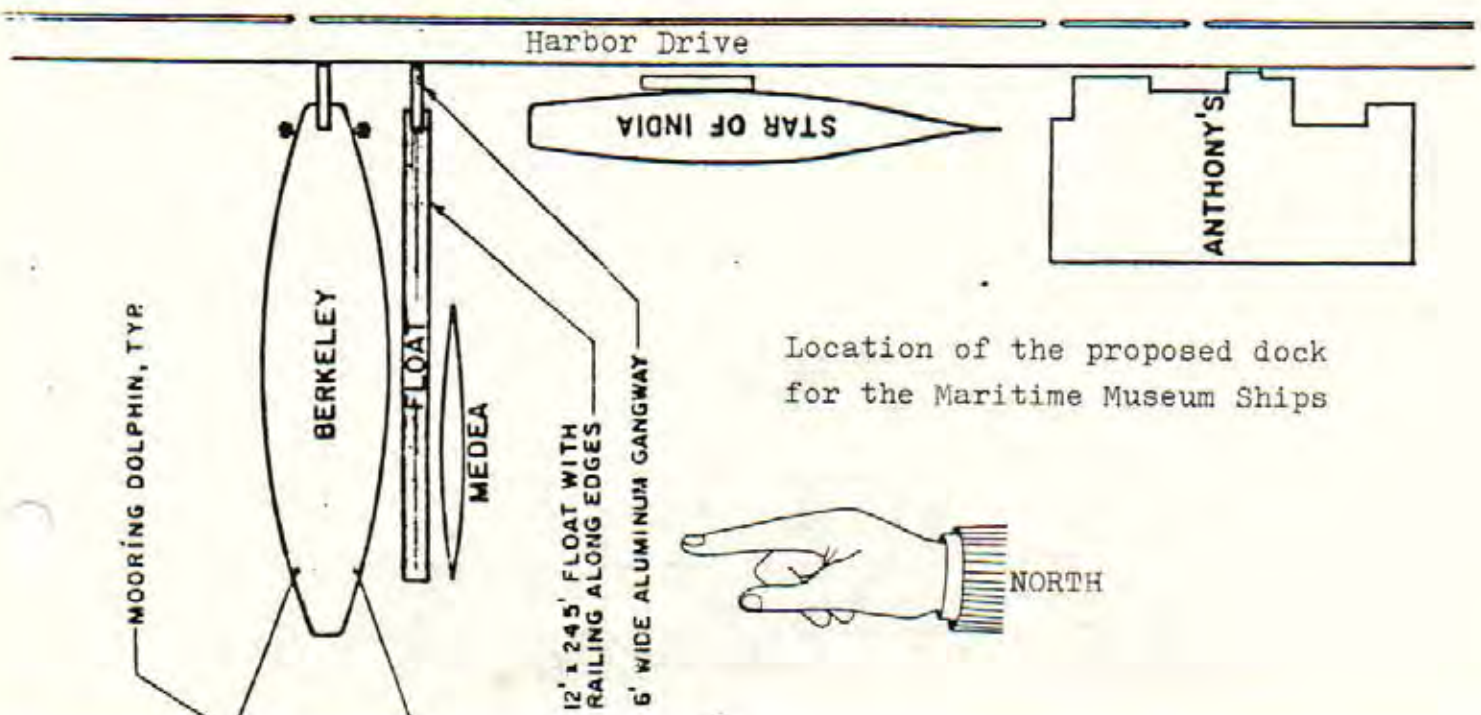 Harbor Drive
STAR OF INDIA
ANTHONY'S
BERKELEY
FLOAT
MEDEA
MOORING DOLPHIN, TYP.
12' x 245' FLOAT WITH
RAILING ALONG EDGES
6' WIDE ALUMINUM GANGWAY
Location of the proposed dock
for the Maritime Museum Ships
NORTH